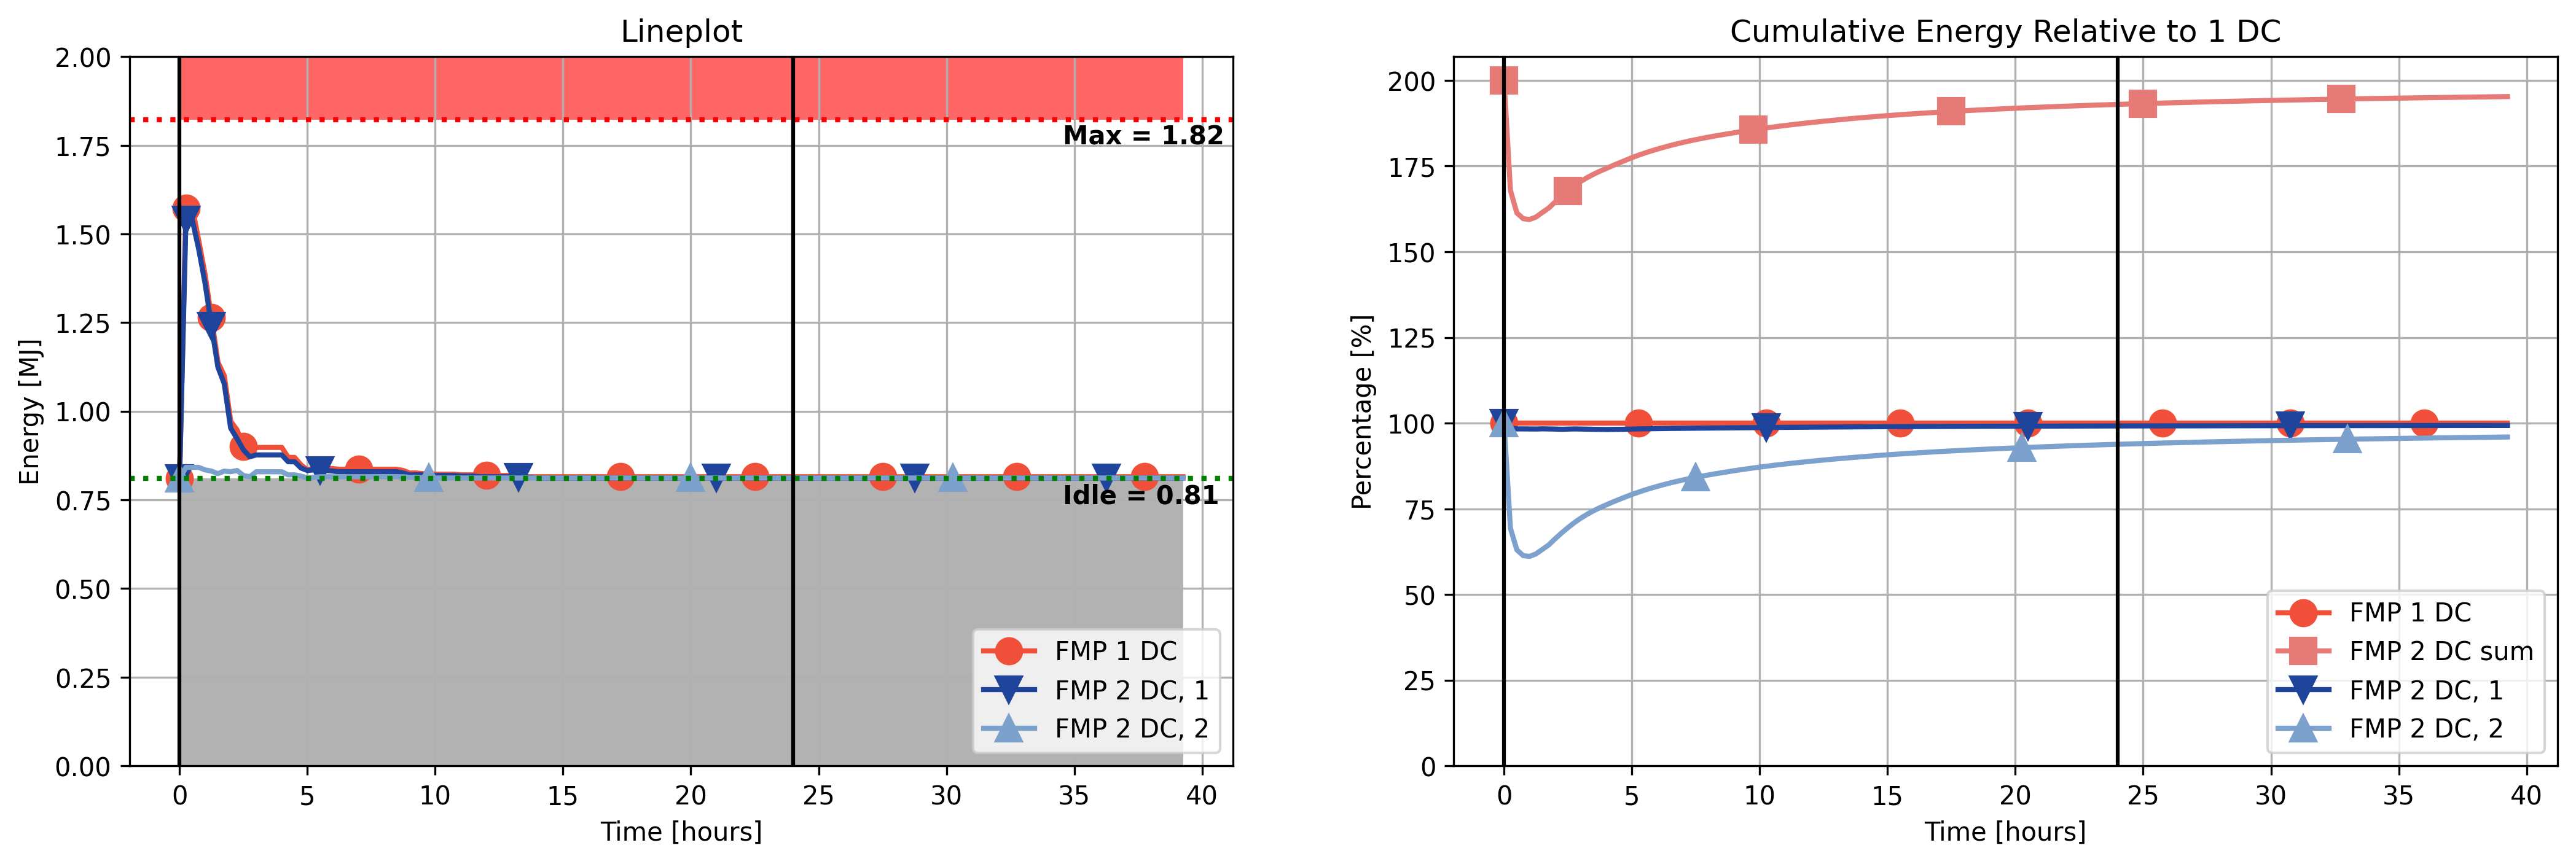 Lineplot
2.00
1.75
1.50
1.25
1.00
0.75
0.50
0.25
0.00
Energy [MJ]
Max = 1.82
Idle = 0.81
FMP 1 DC
FMP 2 DC, 1
FMP 2 DC, 2
0 5 10 15 20 25 30 35 40
Time [hours]
Cumulative Energy Relative to 1 DC
200
175
150
125
100
75
50
25
0
Percentage [%]
FMP 1 DC
FMP 2 DC sum
FMP 2 DC, 1
FMP 2 DC, 2
0 5 10 15 20 25 30 35 40
Time [hours]